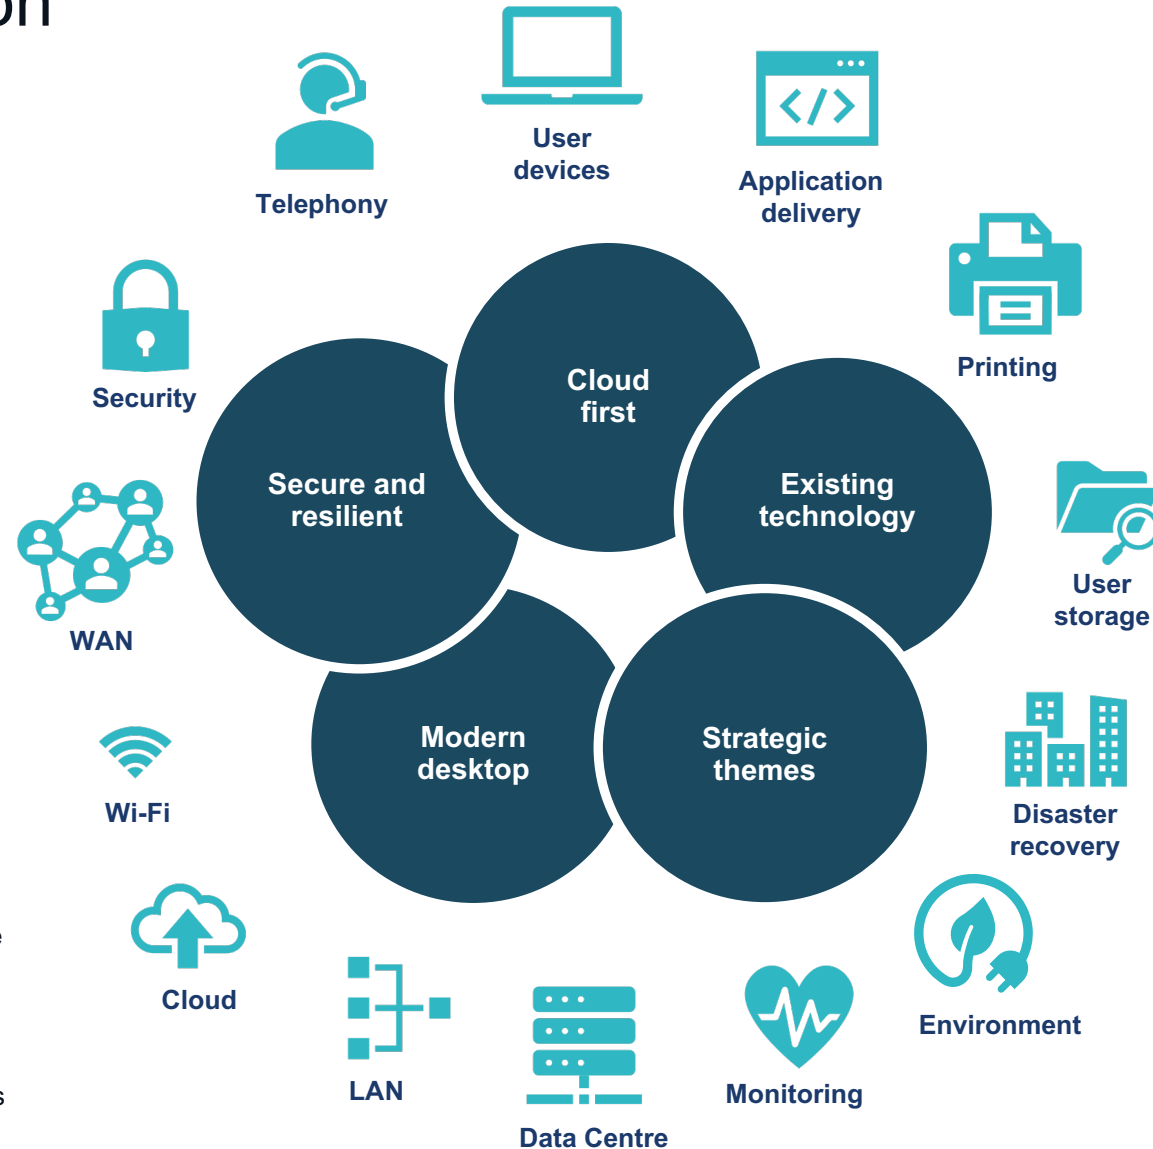 on
User
devices
Application
delivery
Telephony
Printing
Security
Cloud
first
Secure and
resilient
Existing
technology
User
storage
WAN
Modern
desktop
Strategic
themes
Wi-Fi
Disaster
recovery
e
Cloud
Environment
LAN
Monitoring
s
Data Centre